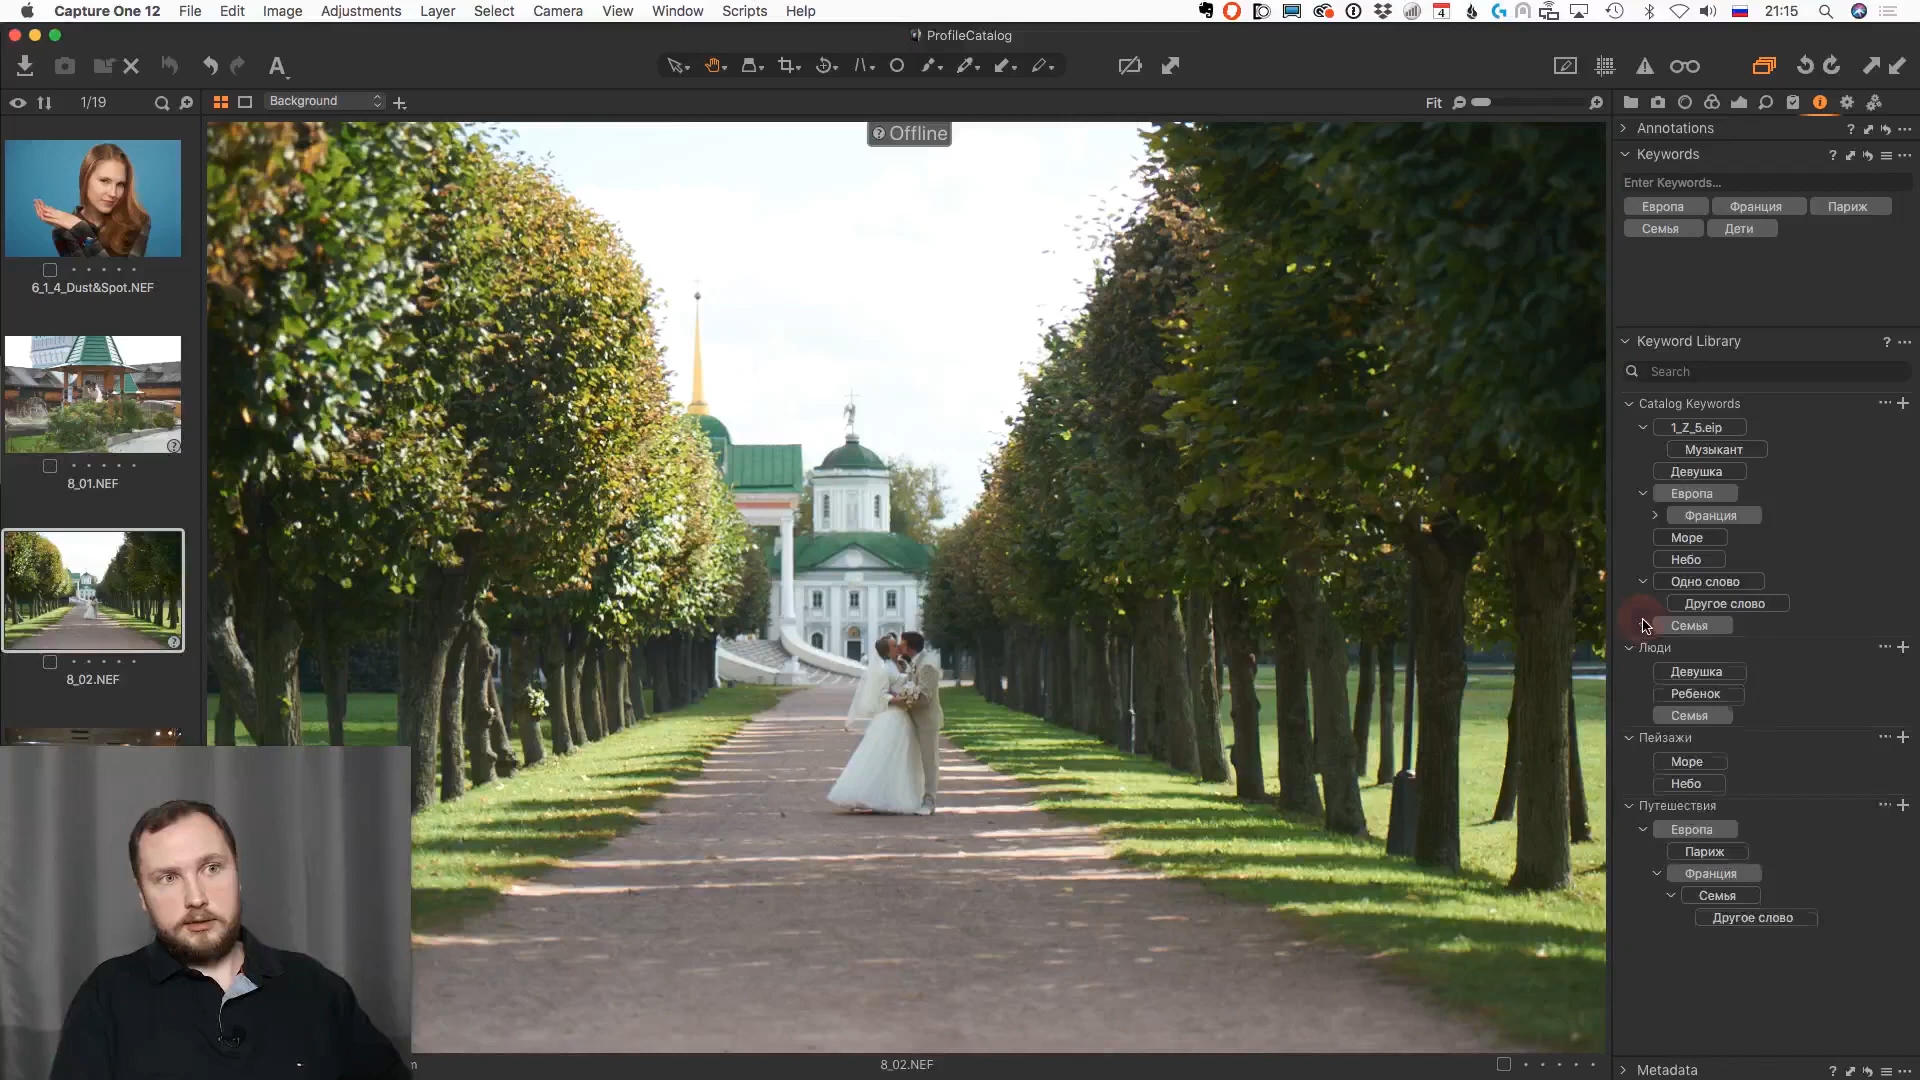 Capture One 12 File Edit Image Adjustments Layer Select Camera View Window Scripts Help 4 21:15
ProfileCatalog
1/19 Background Fit
Offline
6_1_4_Dust&Spot.NEF
8_01.NEF
8_02.NEF
8_02.NEF
Annotations
Keywords
Enter Keywords...
Европа Франция Париж
Семья Дети
Keyword Library
Search
Catalog Keywords
1_Z_5.eip
Музыкант
Девушка
Европа
Франция
Море
Небо
Одно слово
Другое слово
Семья
Люди
Девушка
Ребенок
Семья
Пейзажи
Море
Небо
Путешествия
Европа
Париж
Франция
Семья
Другое слово
Metadata